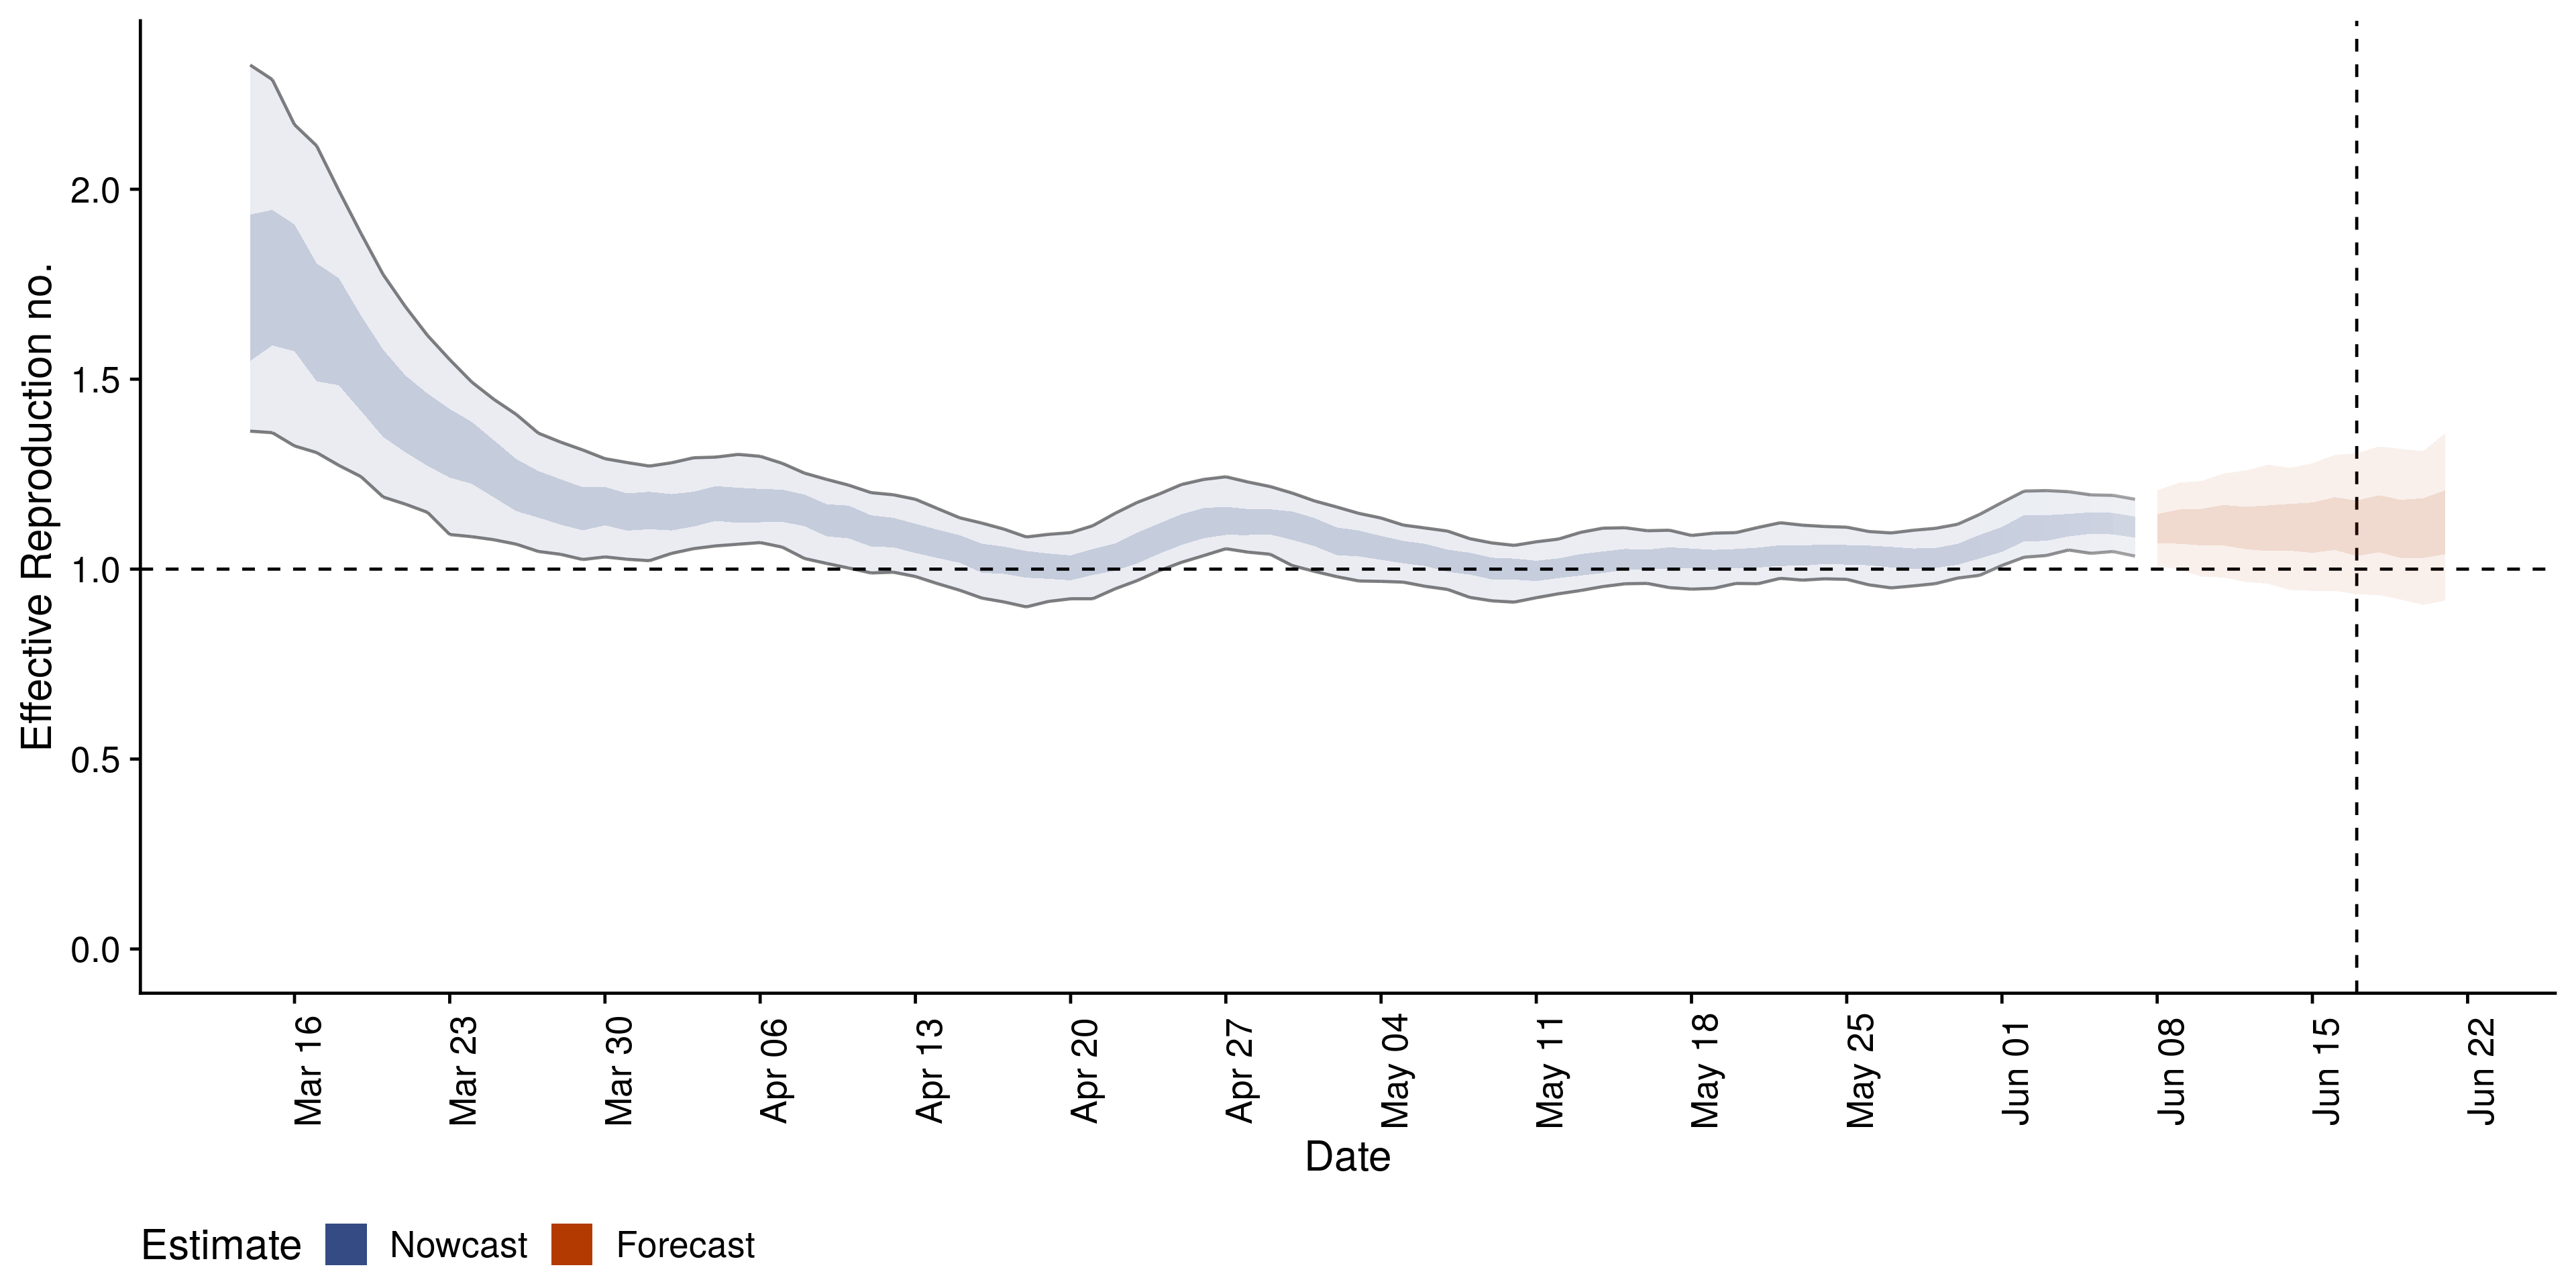 Effective Reproduction no.
2.0
1.5
1.0
0.5
0.0
Mar 16
Mar 23
Mar 30
Apr 06
Apr 13
Apr 20
Apr 27
May 04
May 11
May 18
May 25
Jun 01
Jun 08
Jun 15
Jun 22
Date
Estimate Nowcast Forecast